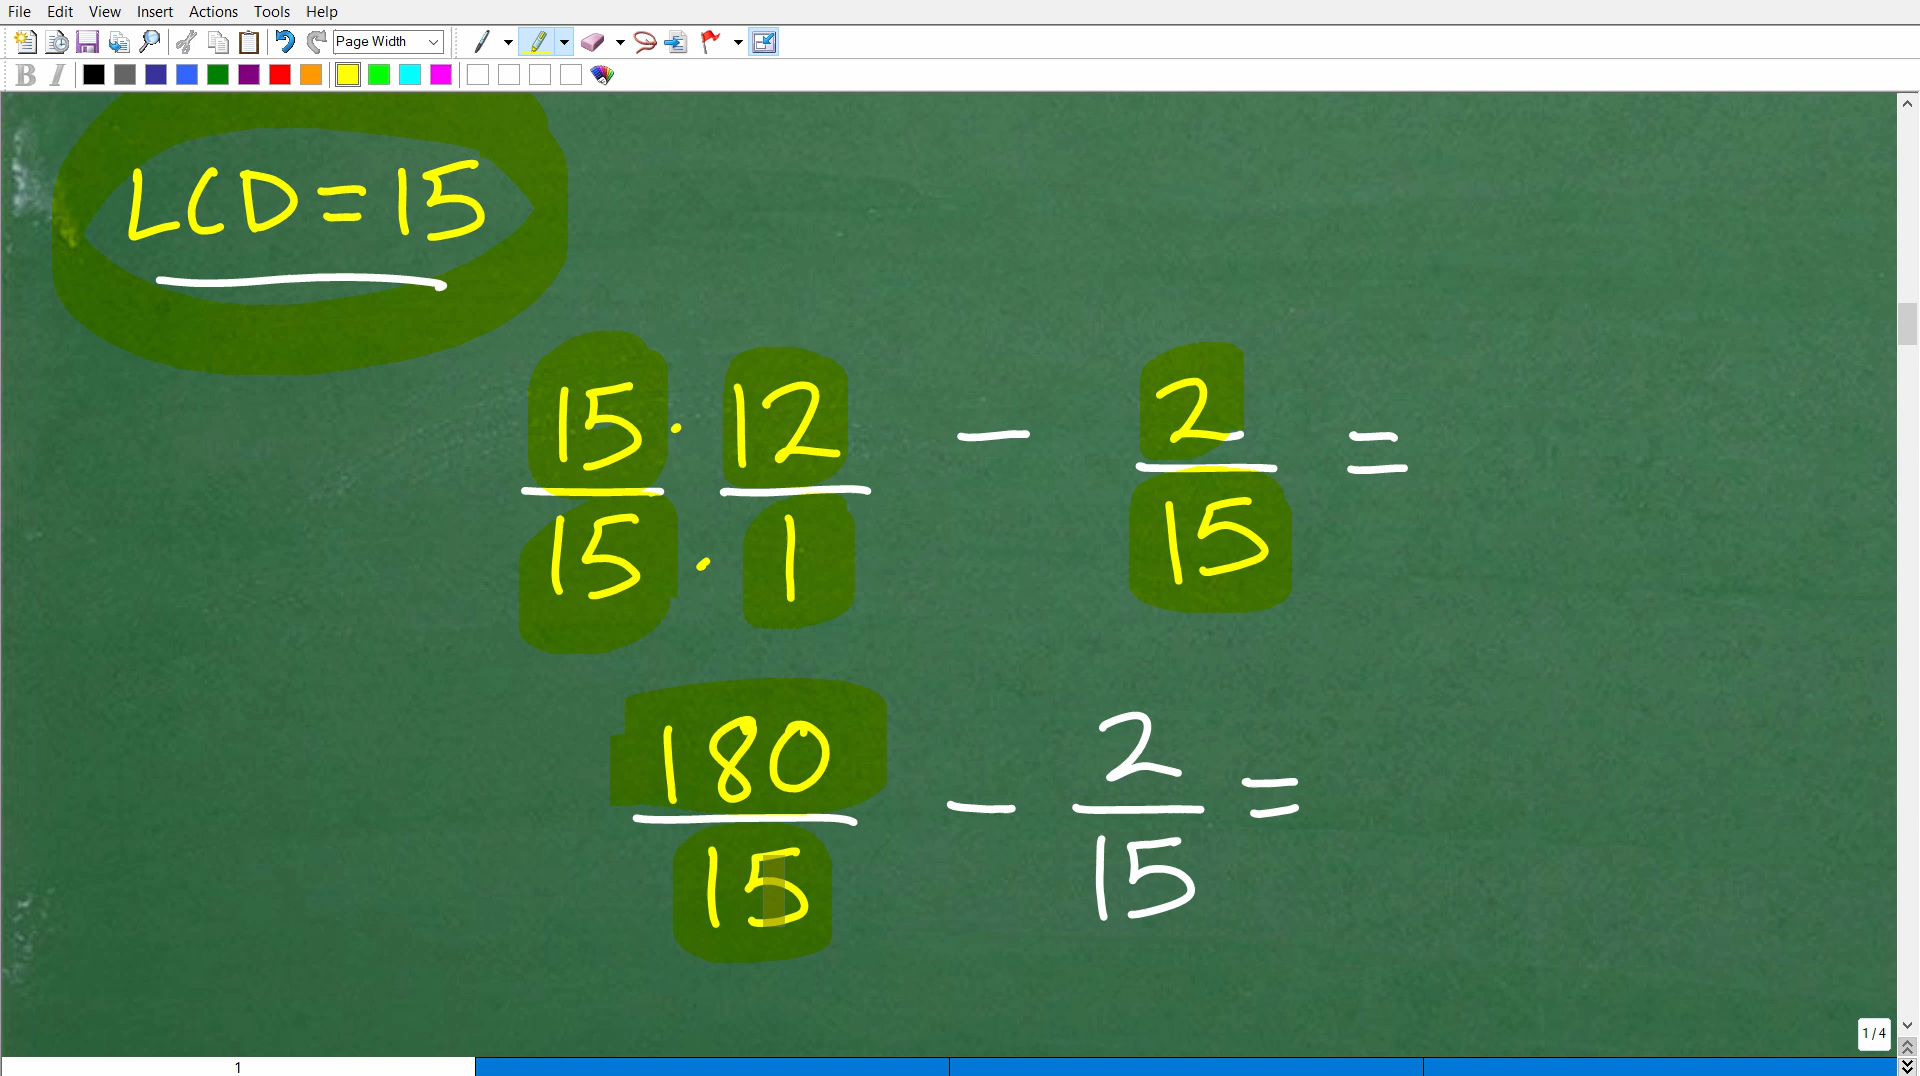 File Edit View Insert Actions Tools Help
Page Width
B I
LCD = 15
15 · 12 — 2 =
15 · 1 15
180 — 2 =
15 15
1 / 4
1